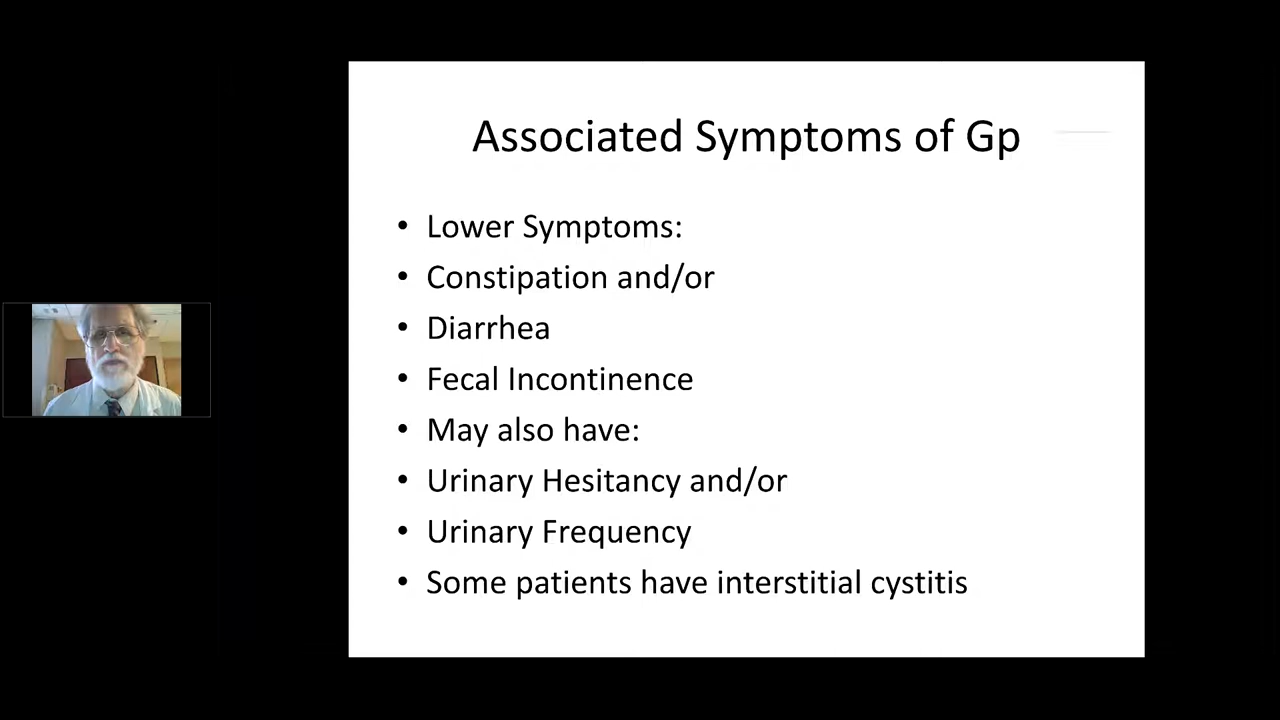 Associated Symptoms of Gp
• Lower Symptoms:
• Constipation and/or
• Diarrhea
• Fecal Incontinence
• May also have:
• Urinary Hesitancy and/or
• Urinary Frequency
• Some patients have interstitial cystitis